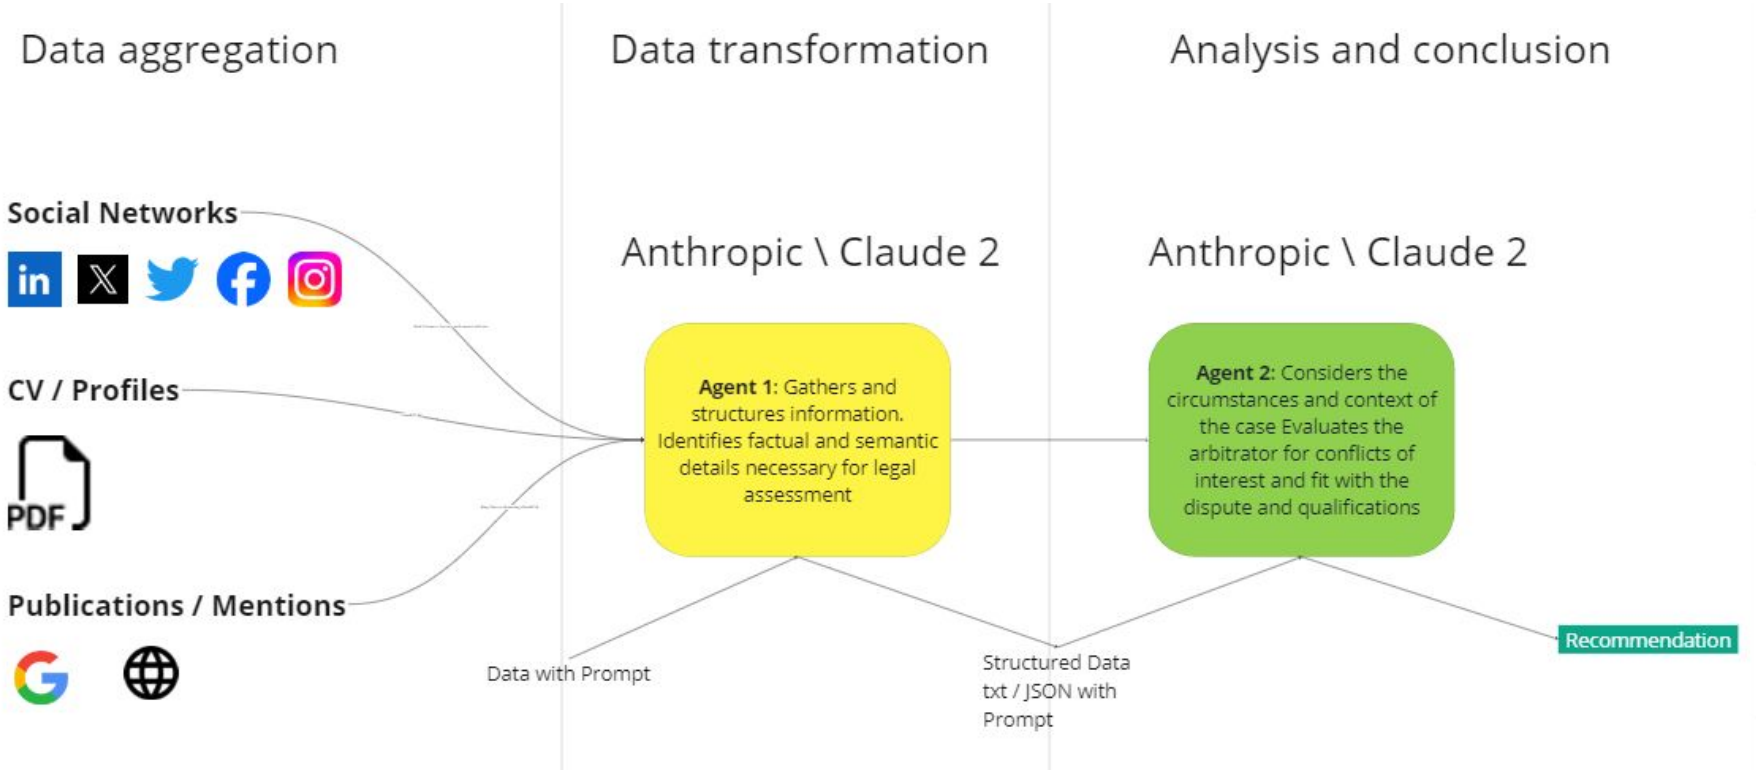 Data aggregation
Data transformation
Analysis and conclusion
Social Networks
in
X
f
CV / Profiles
PDF
Publications / Mentions
G
Anthropic \ Claude 2
Agent 1: Gathers and
structures information.
Identifies factual and semantic
details necessary for legal
assessment
Data with Prompt
Structured Data
txt / JSON with
Prompt
Anthropic \ Claude 2
Agent 2: Considers the
circumstances and context of
the case Evaluates the
arbitrator for conflicts of
interest and fit with the
dispute and qualifications
Recommendation